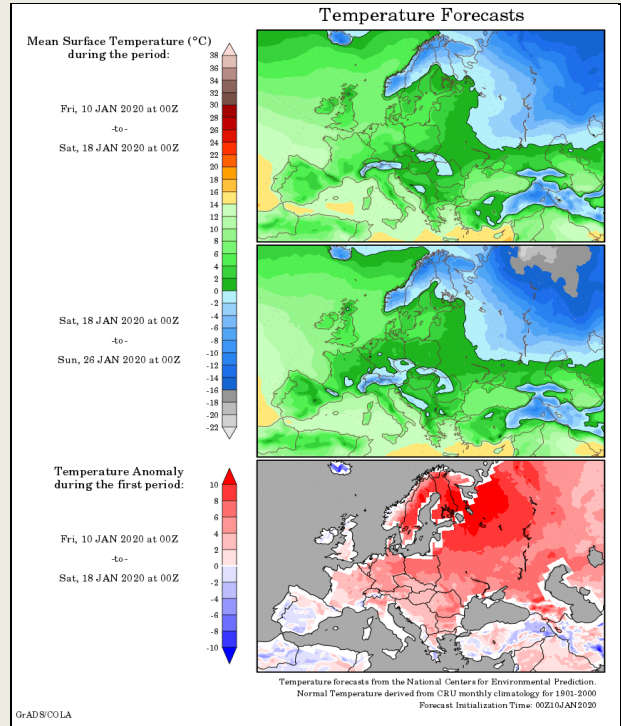 Temperature Forecasts
Mean Surface Temperature (°C)
during the period:
Fri, 10 JAN 2020 at 00Z
-to-
Sat, 18 JAN 2020 at 00Z
38
36
34
32
30
28
26
24
22
20
18
16
14
12
10
8
6
4
2
0
-2
-4
-6
-8
-10
-12
-14
-16
-18
-20
-22
Sat, 18 JAN 2020 at 00Z
-to-
Sun, 26 JAN 2020 at 00Z
Temperature Anomaly
during the first period:
Fri, 10 JAN 2020 at 00Z
-to-
Sat, 18 JAN 2020 at 00Z
10
8
6
4
2
0
-2
-4
-6
-8
-10
Temperature forecasts from the National Centers for Environmental Prediction.
Normal Temperature derived from CRU monthly climatology for 1901-2000
Forecast Initialization Time: 00Z10JAN2020
GrADS/COLA